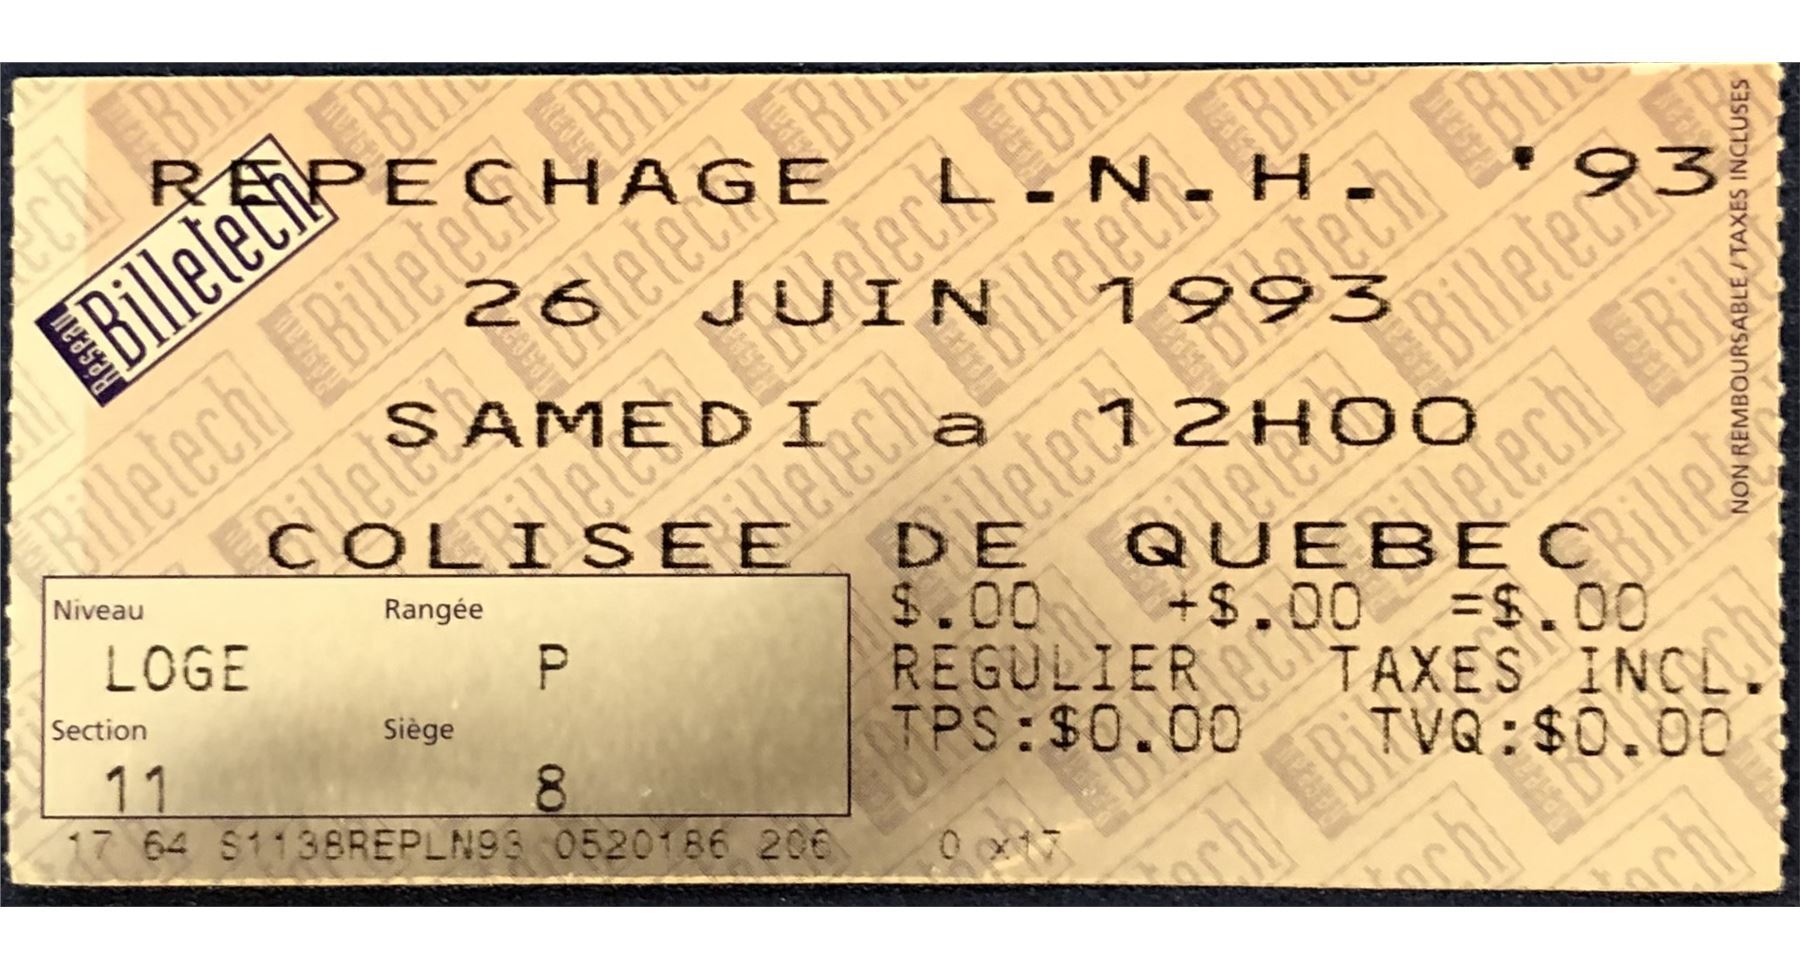 REPECHAGE L.N.H. '93
Réseau Billetech
26 JUIN 1993
SAMEDI a 12H00
COLISEE DE QUEBEC
$.00 +$.00 =$.00
REGULIER TAXES INCL.
TPS:$0.00 TVQ:$0.00
Niveau Rangée
LOGE P
Section Siège
11 8
17 64 S1138REPLN93 0520186 206 0 x17
NON REMBOURSABLE / TAXES INCLUSES